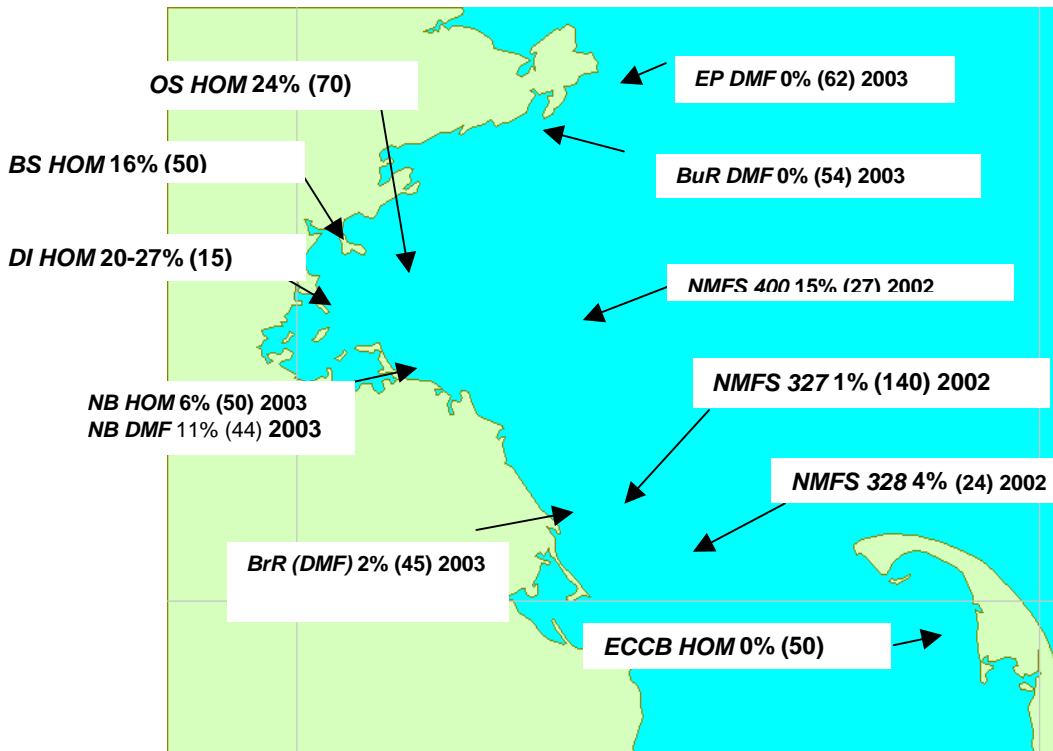 OS HOM 24% (70)
EP DMF 0% (62) 2003
BS HOM 16% (50)
BuR DMF 0% (54) 2003
DI HOM 20-27% (15)
NMFS 400 15% (27) 2002
NB HOM 6% (50) 2003
NB DMF 11% (44) 2003
NMFS 327 1% (140) 2002
NMFS 328 4% (24) 2002
BrR (DMF) 2% (45) 2003
ECCB HOM 0% (50)